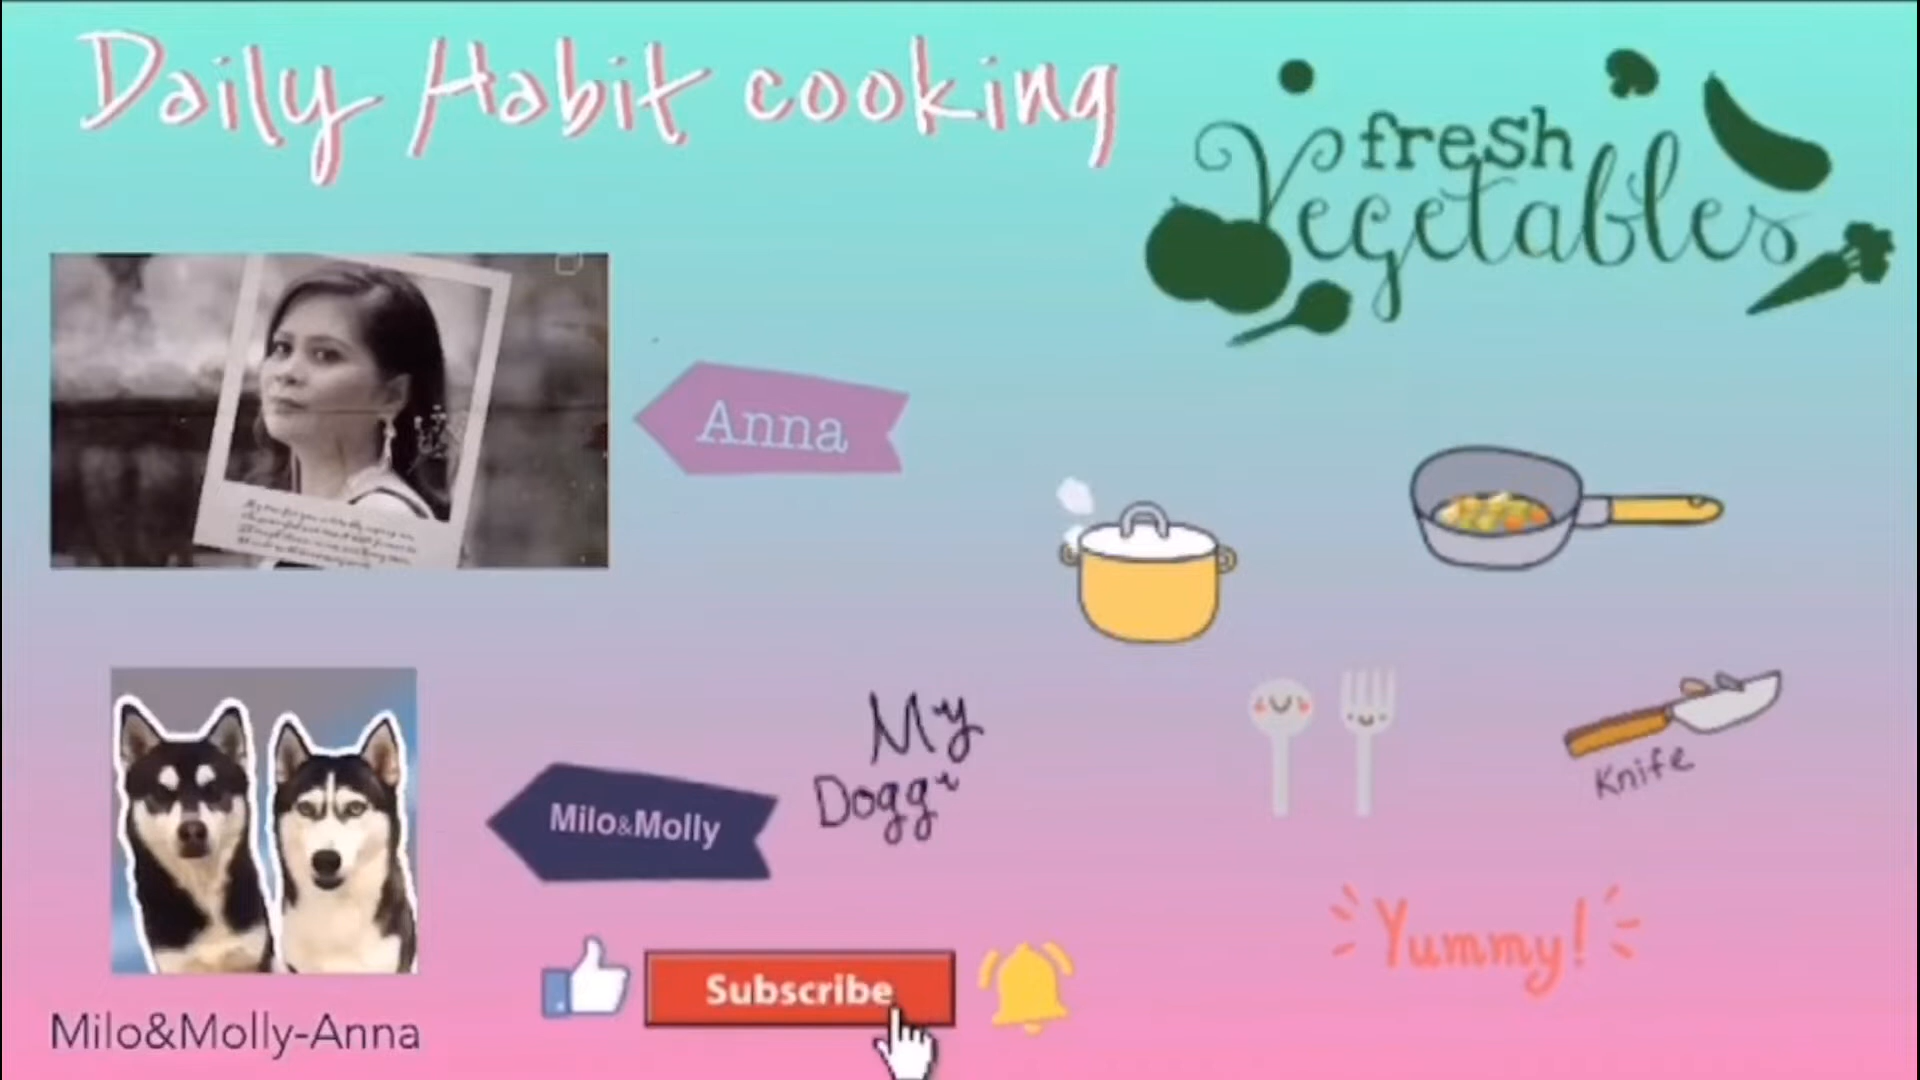 Daily Habit cooking
fresh
Vegetables
Anna
My
Dogg
Milo&Molly
Knife
Yummy!
Subscribe
Milo&Molly-Anna